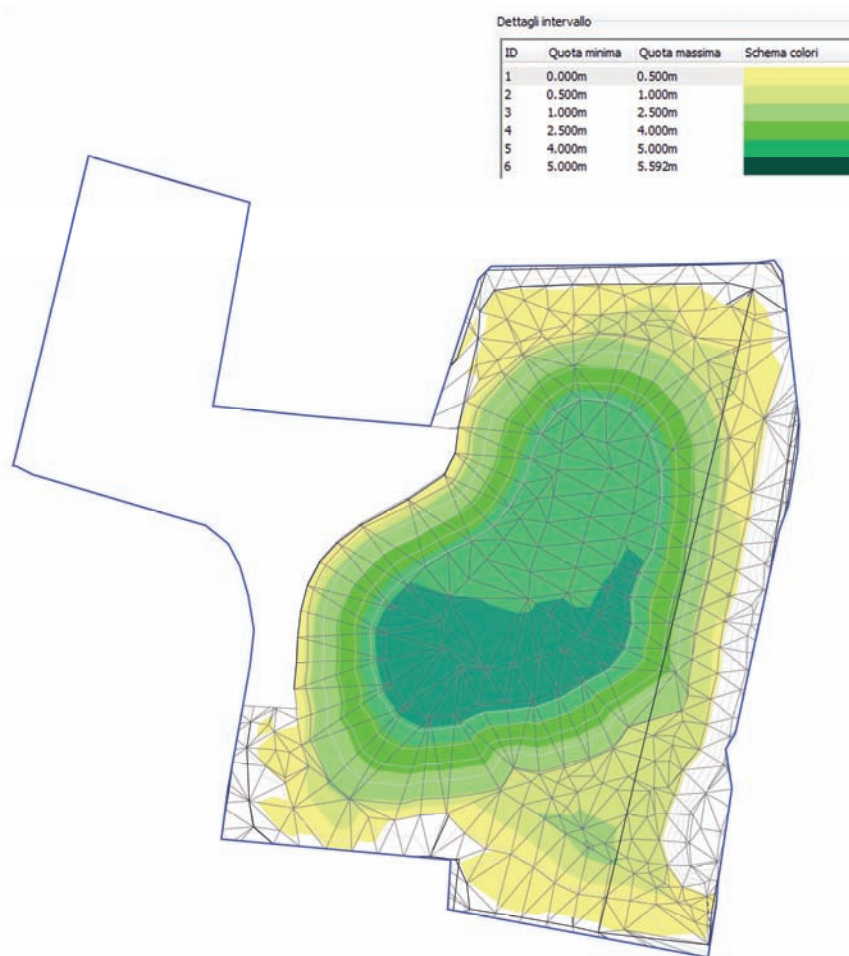 Dettagli intervallo
ID Quota minima Quota massima Schema colori
1 0.000m 0.500m
2 0.500m 1.000m
3 1.000m 2.500m
4 2.500m 4.000m
5 4.000m 5.000m
6 5.000m 5.592m